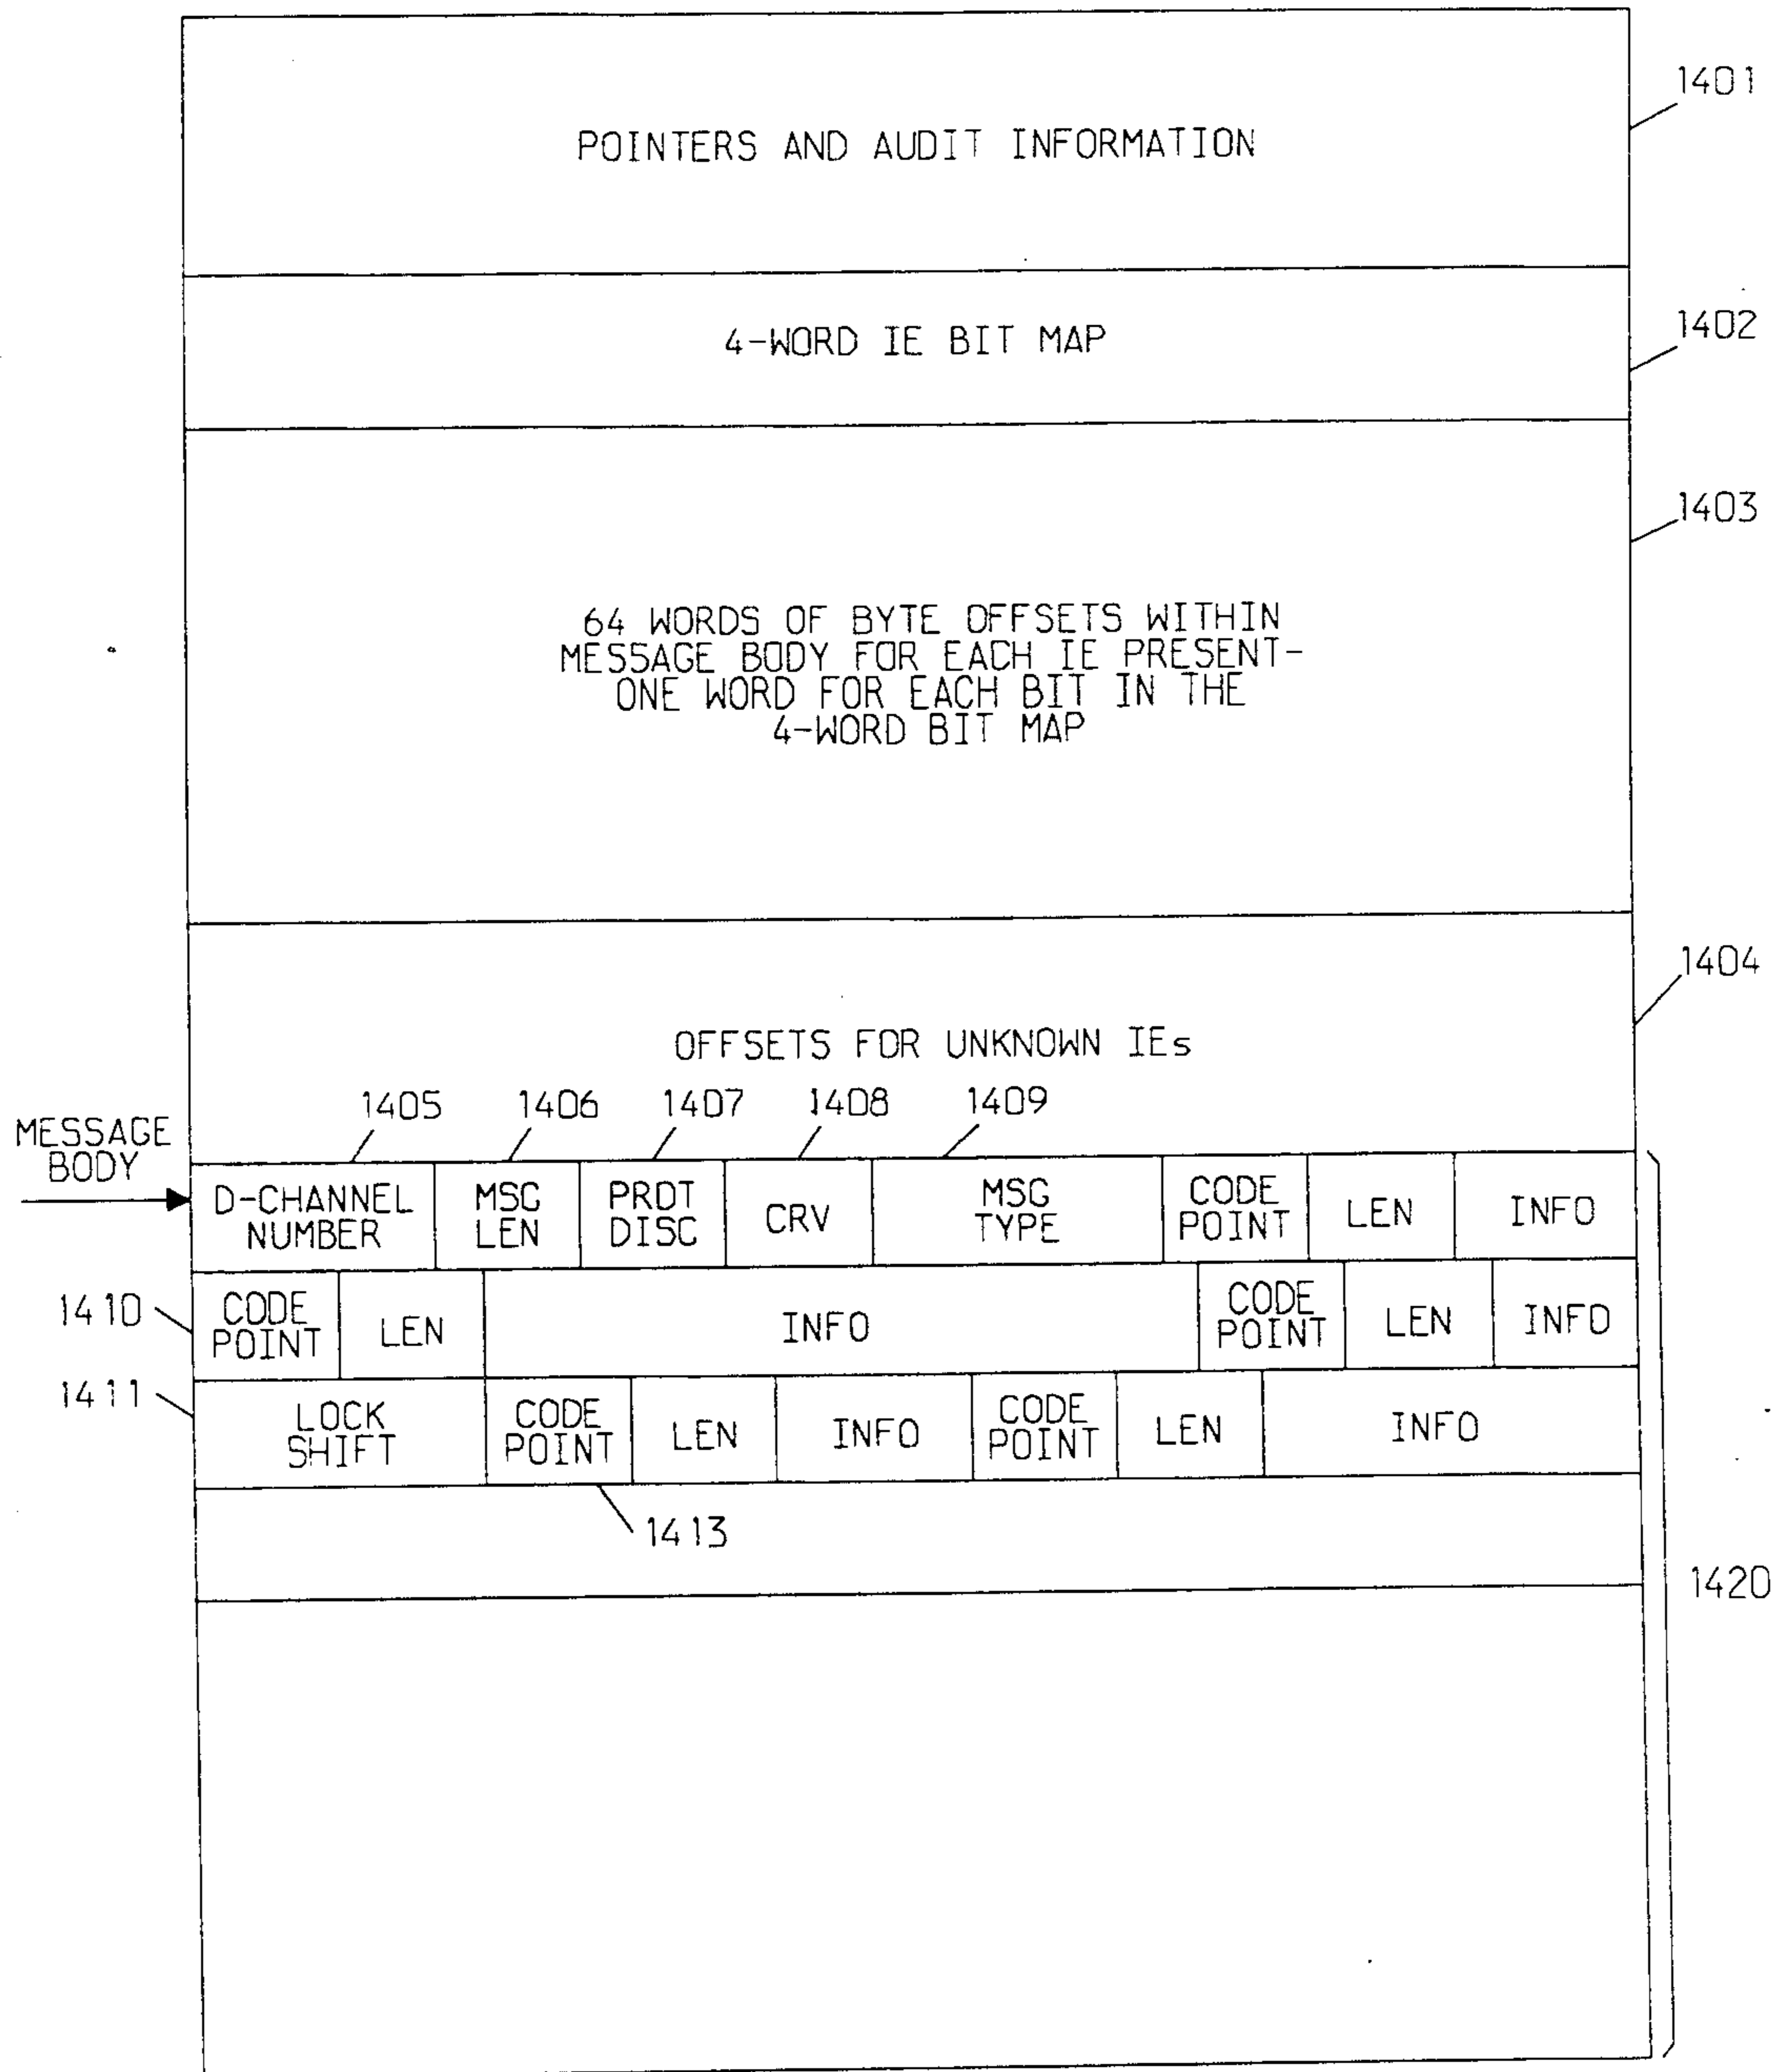 1401
POINTERS AND AUDIT INFORMATION
1402
4-WORD IE BIT MAP
1403
64 WORDS OF BYTE OFFSETS WITHIN
MESSAGE BODY FOR EACH IE PRESENT-
ONE WORD FOR EACH BIT IN THE
4-WORD BIT MAP
1404
OFFSETS FOR UNKNOWN IEs
1405 1406 1407 1408 1409
MESSAGE
BODY
D-CHANNEL
NUMBER
MSG
LEN
PROT
DISC
CRV
MSG
TYPE
CODE
POINT
LEN
INFO
1410
CODE
POINT
LEN
INFO
CODE
POINT
LEN
INFO
1411
LOCK
SHIFT
CODE
POINT
LEN
INFO
CODE
POINT
LEN
INFO
1413
1420